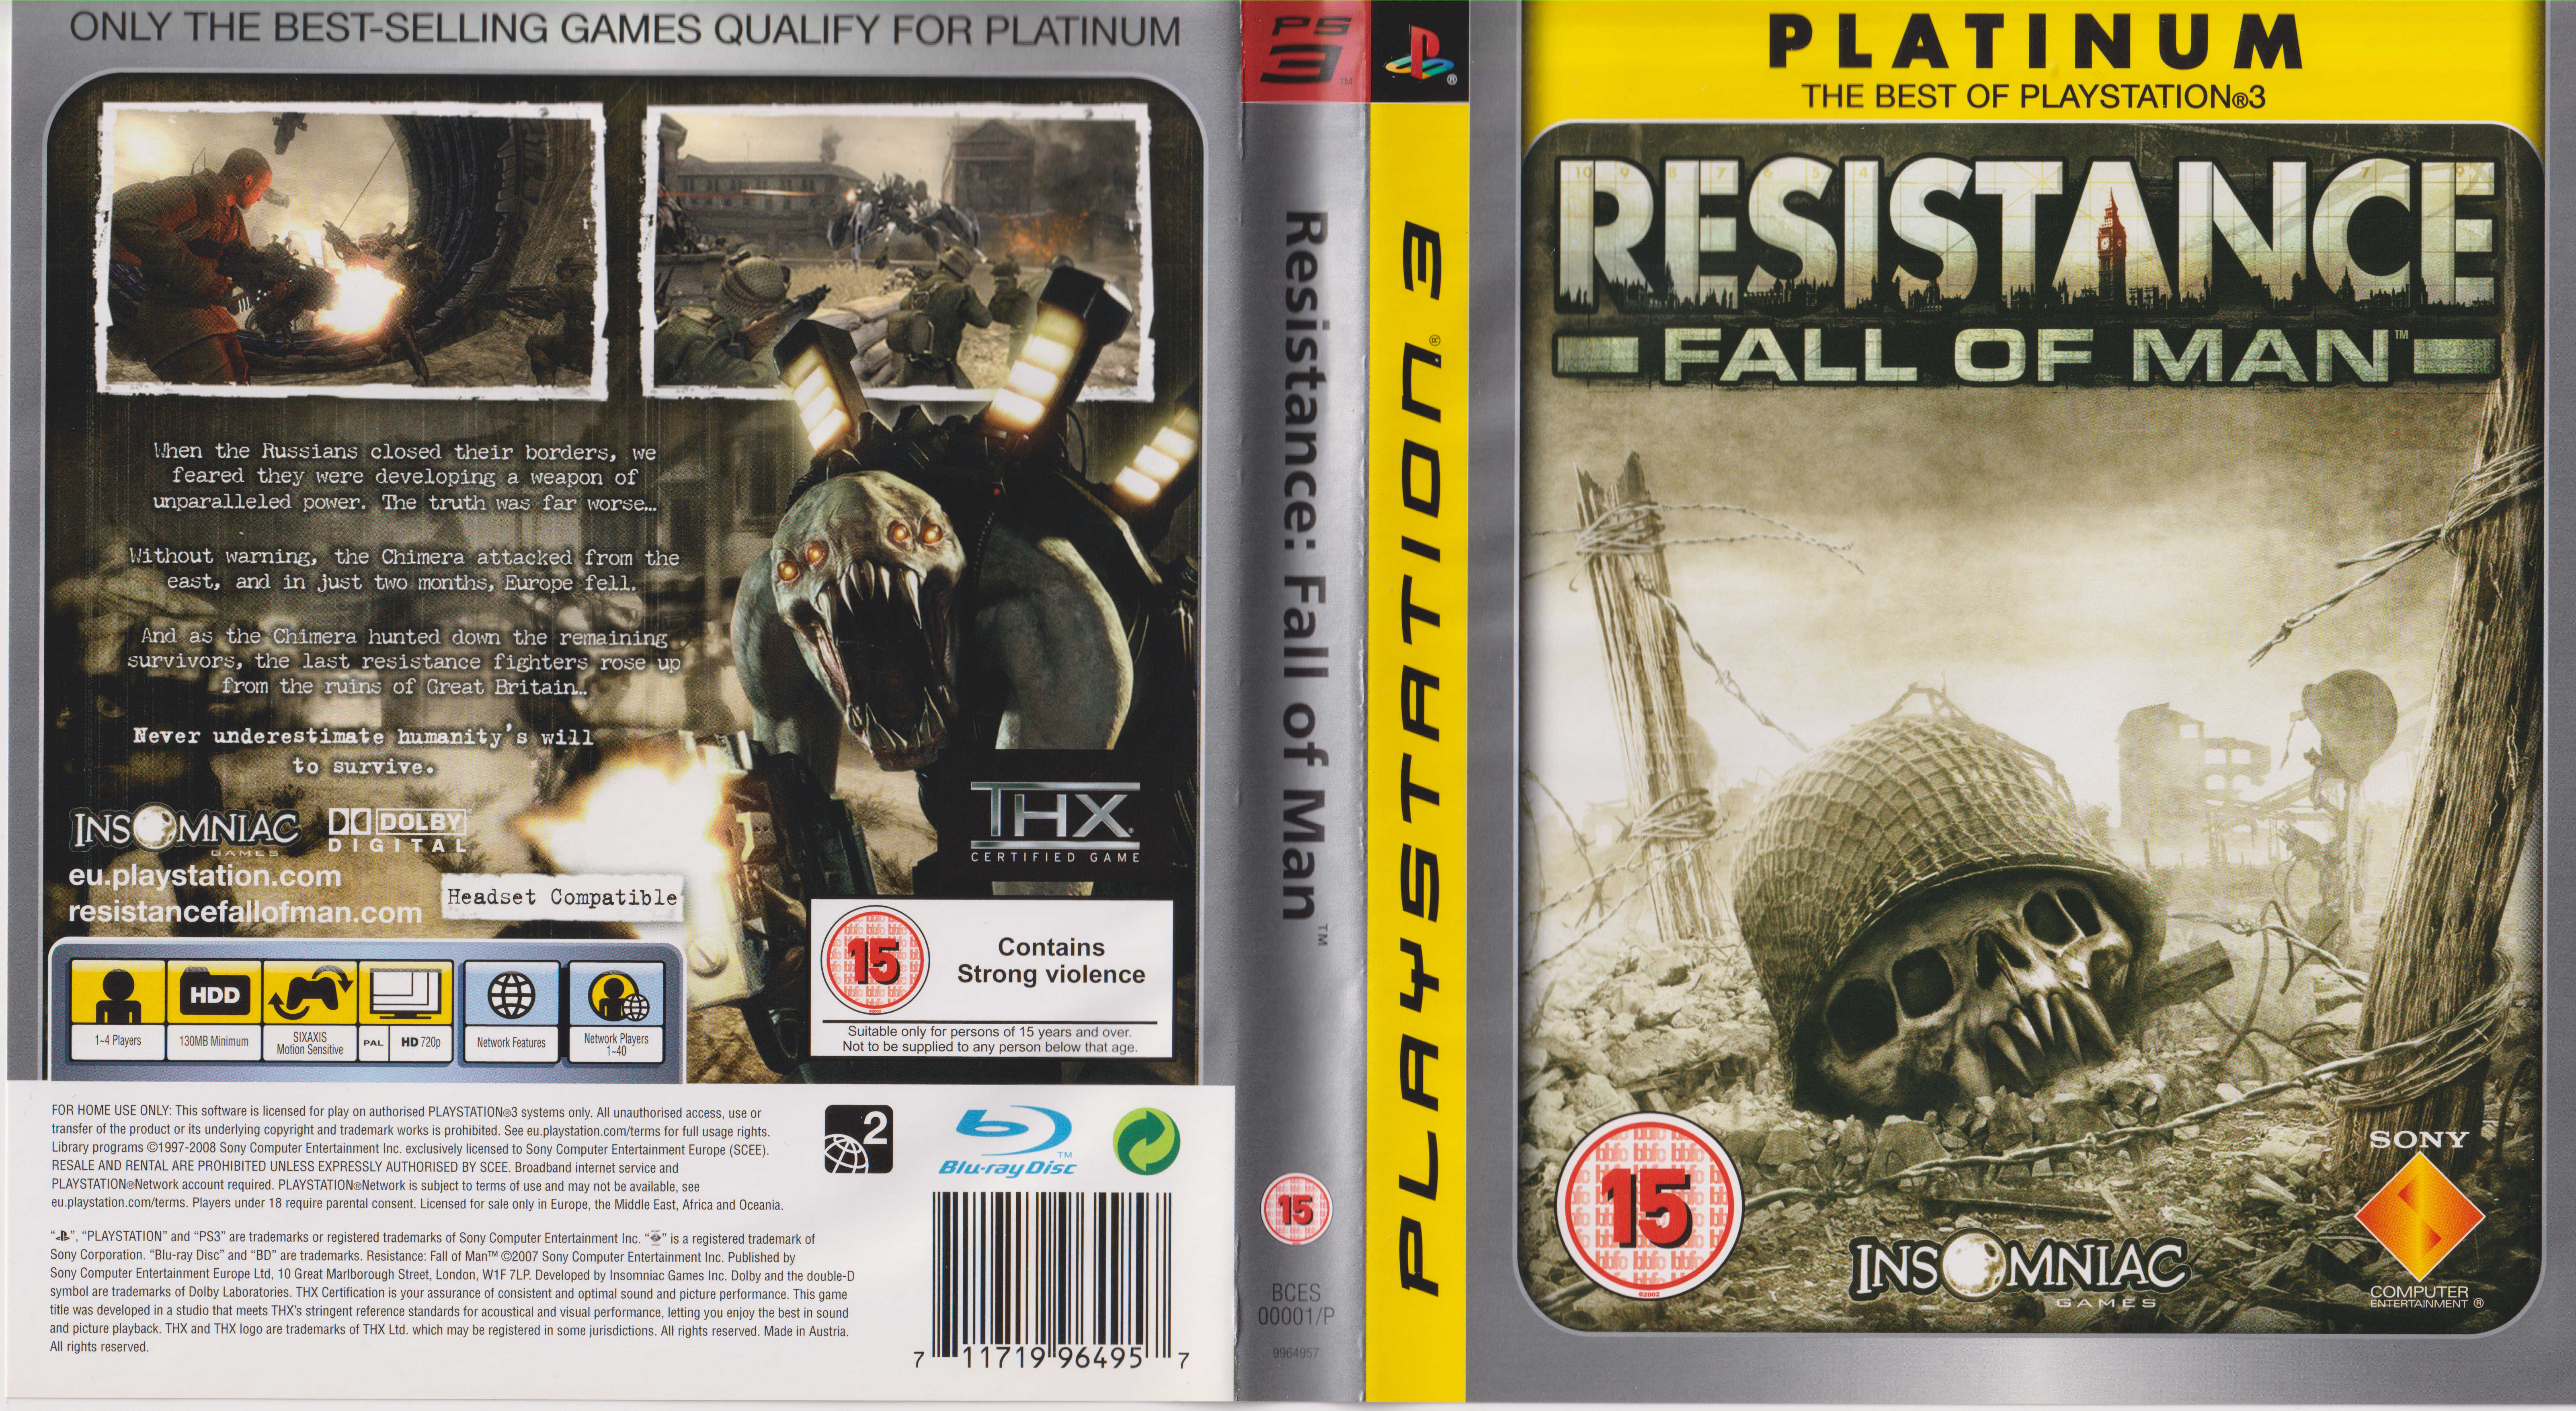 ONLY THE BEST-SELLING GAMES QUALIFY FOR PLATINUM
When the Russians closed their borders, we
feared they were developing a weapon of
unparalleled power. The truth was far worse...
Without warning, the Chimera attacked from the
east, and in just two months, Europe fell.
And as the Chimera hunted down the remaining
survivors, the last resistance fighters rose up
from the ruins of Great Britain...
Never underestimate humanity's will
to survive.
INSOMNIAC
GAMES
DOLBY
DIGITAL
THX
CERTIFIED GAME
eu.playstation.com
resistancefallofman.com
Headset Compatible
15
Contains
Strong violence
Suitable only for persons of 15 years and over.
Not to be supplied to any person below that age.
HDD
1-4 Players
130MB Minimum
SIXAXIS
Motion Sensitive
PAL
HD 720p
Network Features
Network Players
1-40
FOR HOME USE ONLY: This software is licensed for play on authorised PLAYSTATION®3 systems only. All unauthorised access, use or
transfer of the product or its underlying copyright and trademark works is prohibited. See eu.playstation.com/terms for full usage rights.
Library programs ©1997-2008 Sony Computer Entertainment Inc. exclusively licensed to Sony Computer Entertainment Europe (SCEE).
RESALE AND RENTAL ARE PROHIBITED UNLESS EXPRESSLY AUTHORISED BY SCEE. Broadband internet service and
PLAYSTATION®Network account required. PLAYSTATION®Network is subject to terms of use and may not be available, see
eu.playstation.com/terms. Players under 18 require parental consent. Licensed for sale only in Europe, the Middle East, Africa and Oceania.
2
Blu-ray Disc™
"", "PLAYSTATION" and "PS3" are trademarks or registered trademarks of Sony Computer Entertainment Inc. "" is a registered trademark of
Sony Corporation. "Blu-ray Disc" and "BD" are trademarks. Resistance: Fall of Man™ ©2007 Sony Computer Entertainment Inc. Published by
Sony Computer Entertainment Europe Ltd, 10 Great Marlborough Street, London, W1F 7LP. Developed by Insomniac Games Inc. Dolby and the double-D
symbol are trademarks of Dolby Laboratories. THX Certification is your assurance of consistent and optimal sound and picture performance. This game
title was developed in a studio that meets THX's stringent reference standards for acoustical and visual performance, letting you enjoy the best in sound
and picture playback. THX and THX logo are trademarks of THX Ltd. which may be registered in some jurisdictions. All rights reserved. Made in Austria.
All rights reserved.
7 11719 96495 7
PS3™
Resistance: Fall of Man™
15
BCES
00001/P
9964957
PLAYSTATION®3
PLATINUM
THE BEST OF PLAYSTATION®3
RESISTANCE
FALL OF MAN™
bbfc
15
©2002
INSOMNIAC
GAMES
SONY
COMPUTER
ENTERTAINMENT ®